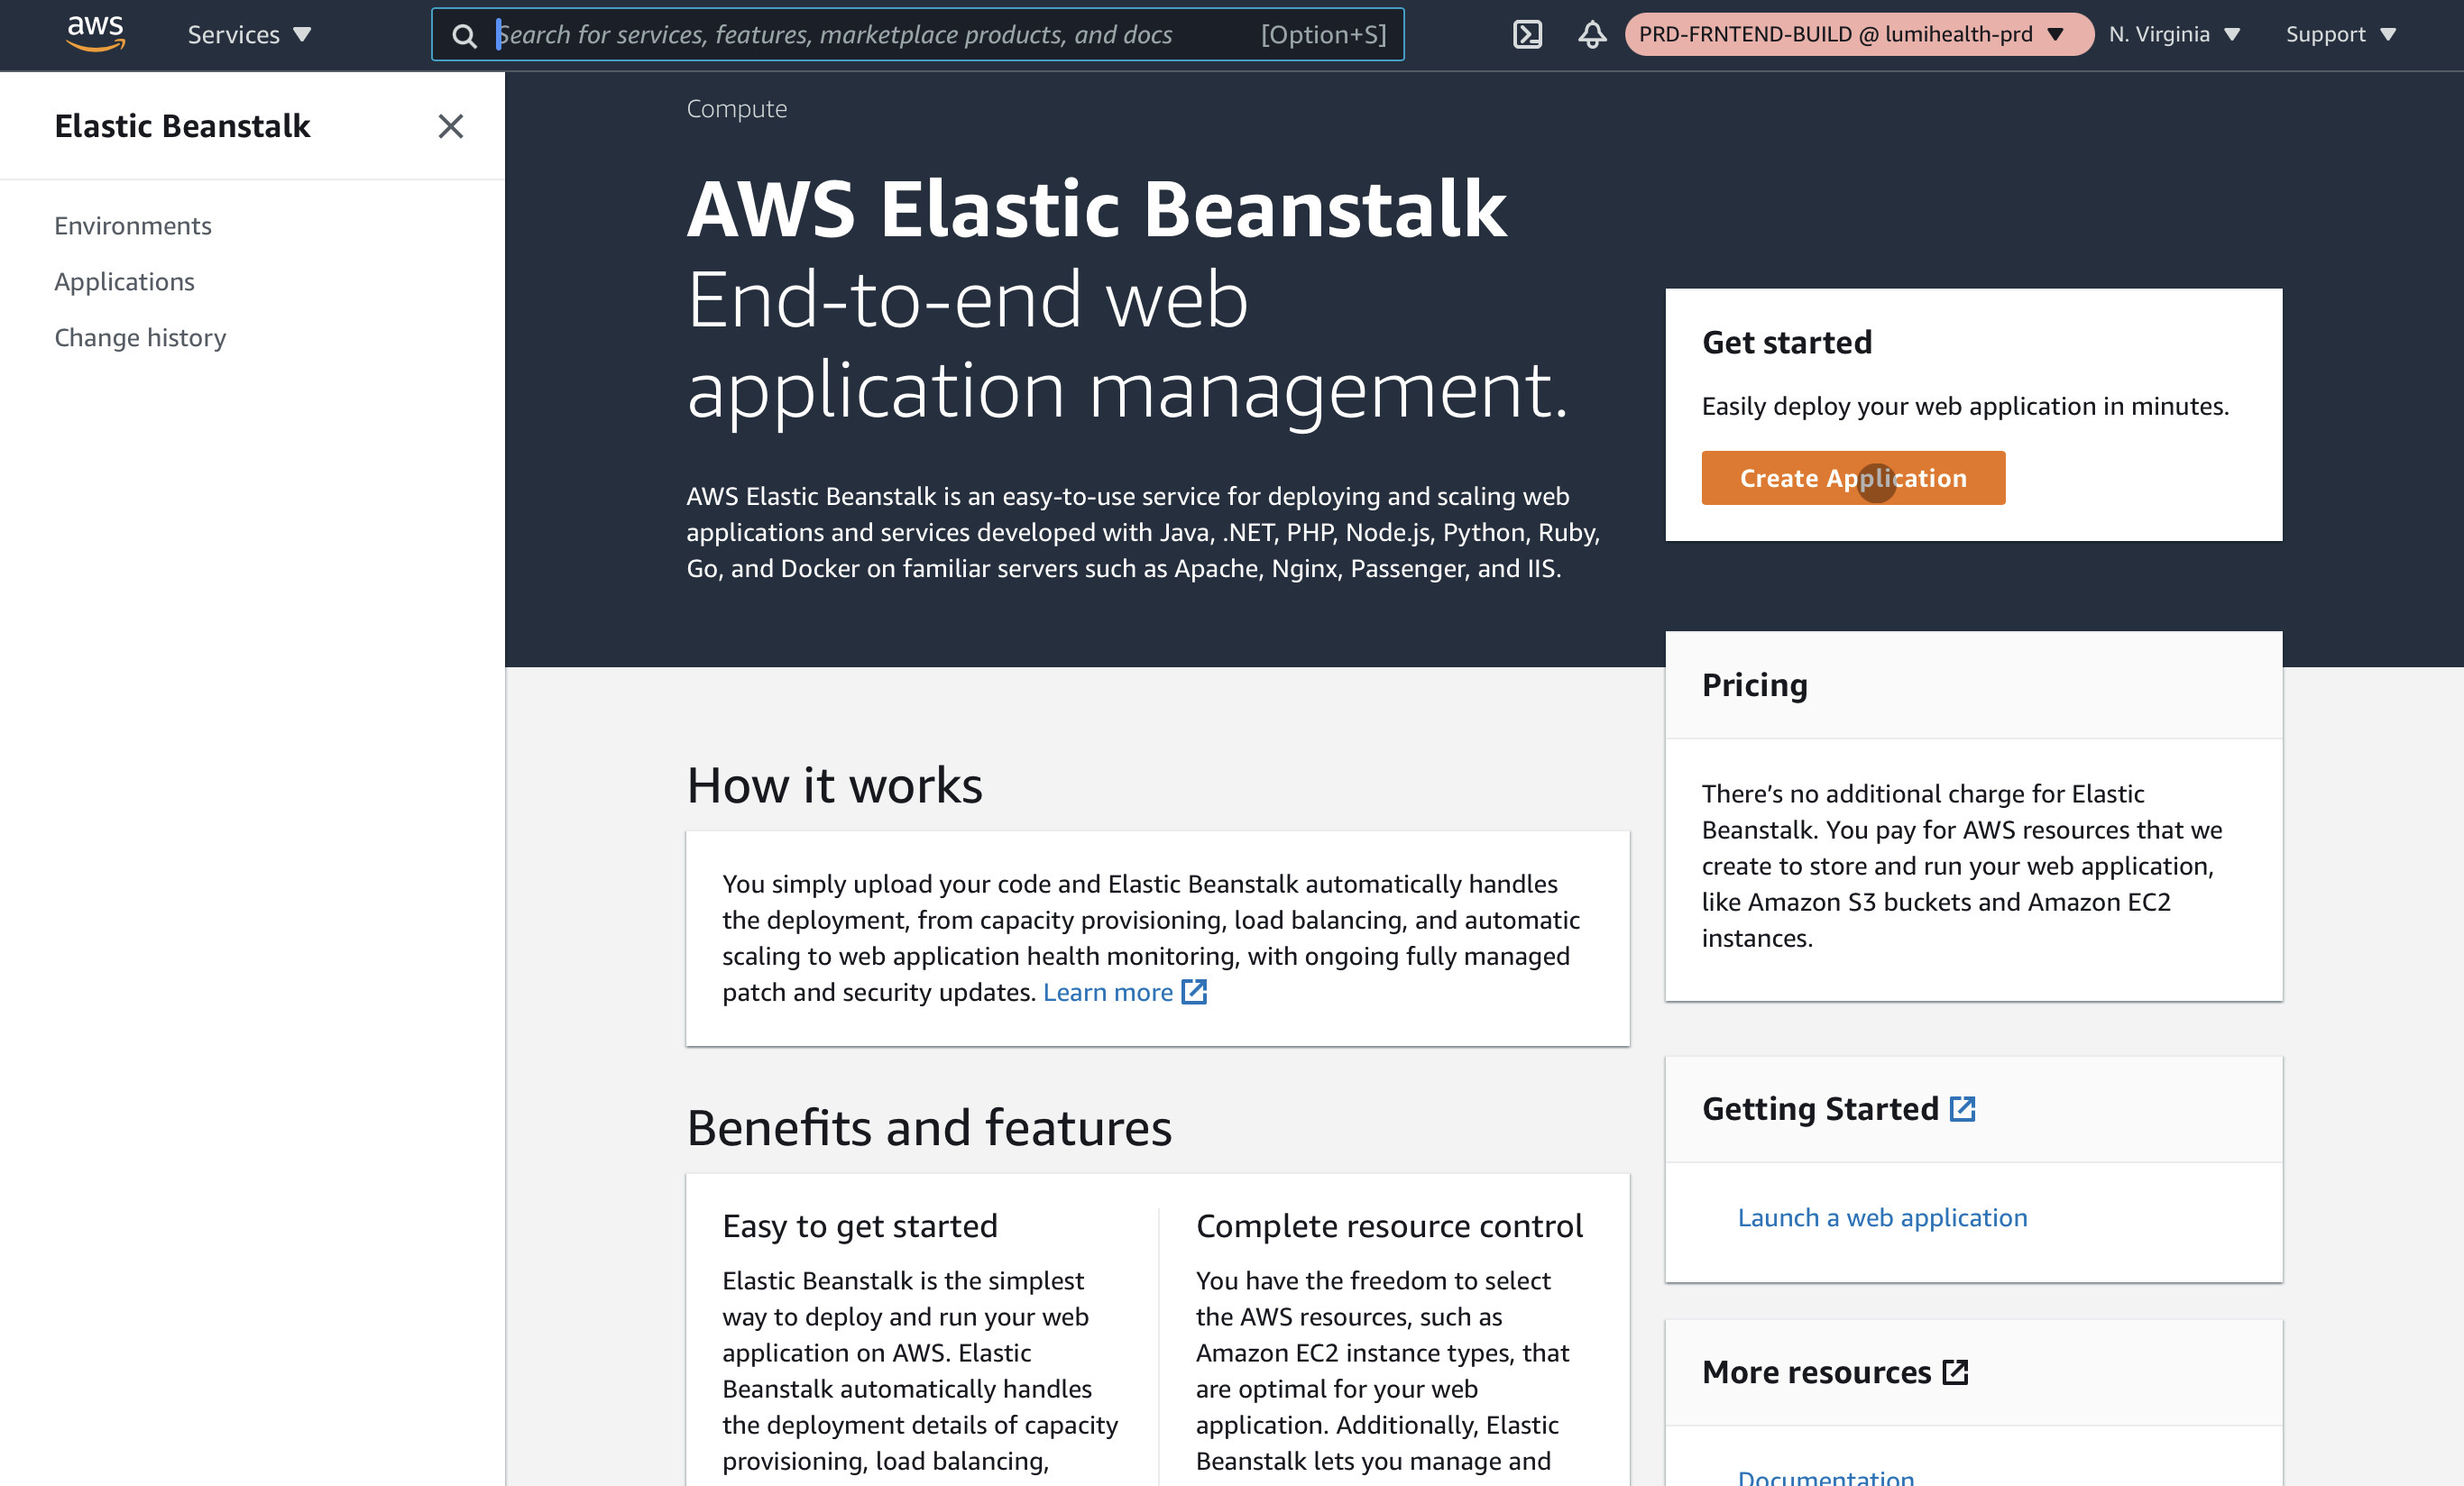 aws
Services
Search for services, features, marketplace products, and docs
[Option+S]
PRD-FRNTEND-BUILD @ lumihealth-prd
N. Virginia
Support
Elastic Beanstalk
Environments
Applications
Change history
Compute
AWS Elastic Beanstalk
End-to-end web
application management.
AWS Elastic Beanstalk is an easy-to-use service for deploying and scaling web
applications and services developed with Java, .NET, PHP, Node.js, Python, Ruby,
Go, and Docker on familiar servers such as Apache, Nginx, Passenger, and IIS.
Get started
Easily deploy your web application in minutes.
Create Application
Pricing
There’s no additional charge for Elastic
Beanstalk. You pay for AWS resources that we
create to store and run your web application,
like Amazon S3 buckets and Amazon EC2
instances.
How it works
You simply upload your code and Elastic Beanstalk automatically handles
the deployment, from capacity provisioning, load balancing, and automatic
scaling to web application health monitoring, with ongoing fully managed
patch and security updates. Learn more
Benefits and features
Easy to get started
Elastic Beanstalk is the simplest
way to deploy and run your web
application on AWS. Elastic
Beanstalk automatically handles
the deployment details of capacity
provisioning, load balancing,
Complete resource control
You have the freedom to select
the AWS resources, such as
Amazon EC2 instance types, that
are optimal for your web
application. Additionally, Elastic
Beanstalk lets you manage and
Getting Started
Launch a web application
More resources
Documentation